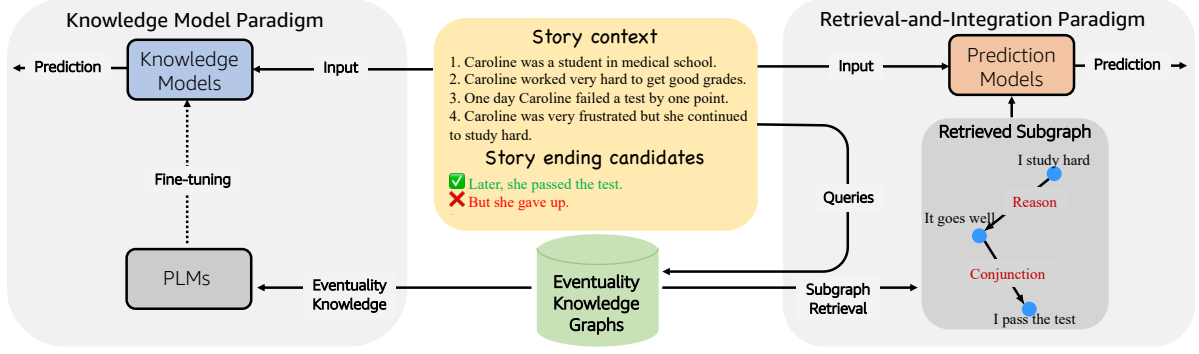 Knowledge Model Paradigm
Prediction
Knowledge
Models
Input
Fine-tuning
PLMs
Eventuality
Knowledge
Story context
1. Caroline was a student in medical school.
2. Caroline worked very hard to get good grades.
3. One day Caroline failed a test by one point.
4. Caroline was very frustrated but she continued
to study hard.
Story ending candidates
Later, she passed the test.
But she gave up.
Eventuality
Knowledge
Graphs
Retrieval-and-Integration Paradigm
Input
Prediction
Models
Prediction
Queries
Subgraph
Retrieval
Retrieved Subgraph
I study hard
Reason
It goes well
Conjunction
I pass the test